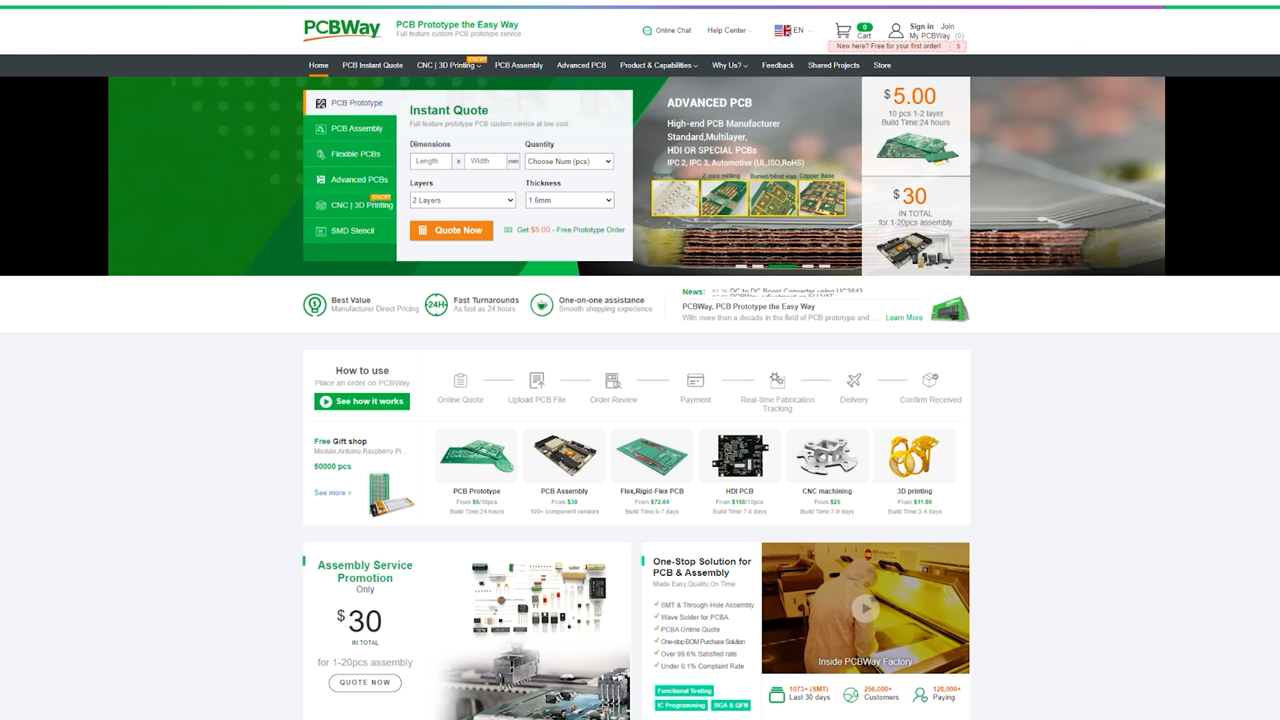 PCBWay
PCB Prototype the Easy Way
Full feature custom PCB prototype service
Online Chat
Help Center
EN
0
Cart
Sign in Join
My PCBWay (0)
New here? Free for your first order! $
Home
PCB Instant Quote
CNC | 3D Printing
PCB Assembly
Advanced PCB
Product & Capabilities
Why Us?
Feedback
Shared Projects
Store
PCB Prototype
PCB Assembly
Flexible PCBs
Advanced PCBs
CNC | 3D Printing
SMD Stencil
Instant Quote
Full feature prototype PCB custom service at low cost.
Dimensions
Quantity
Length x Width mm
Choose Num (pcs)
Layers
Thickness
2 Layers
1.6mm
Quote Now
Get $5.00 - Free Prototype Order
ADVANCED PCB
High-end PCB Manufacturer
Standard,Multilayer,
HDI OR SPECIAL PCBs
IPC 2, IPC 3, Automotive (UL,ISO,RoHS)
Z-axis milling
Buried/blind vias
Copper Base
$5.00
10 pcs 1-2 layer
Build Time:24 hours
$30
IN TOTAL
for 1-20pcs assembly
Best Value
Manufacturer Direct Pricing
24H
Fast Turnarounds
As fast as 24 hours
One-on-one assistance
Smooth shopping experience
News:
DC to DC Boost Converter using UC3843
PCBWay, PCB Prototype the Easy Way
With more than a decade in the field of PCB prototype and ...
Learn More
How to use
Place an order on PCBWay
See how it works
Online Quote
Upload PCB File
Order Review
Payment
Real-time Fabrication
Tracking
Delivery
Confirm Received
Free Gift shop
Module,Arduino,Raspberry Pi...
50000 pcs
See more >
PCB Prototype
From $5/10pcs
Build Time:24 hours
PCB Assembly
From $30
100+ component vendors
Flex,Rigid-Flex PCB
From $72.64
Build Time:6-7 days
HDI PCB
From $168/10pcs
Build Time:7-8 days
CNC machining
From $25
Build Time:7-9 days
3D printing
From $11.86
Build Time:3-4 days
Assembly Service
Promotion
Only
$30
IN TOTAL
for 1-20pcs assembly
QUOTE NOW
One-Stop Solution for
PCB & Assembly
Made Easy,Quality,On Time
SMT & Through-Hole Assembly
Wave Solder for PCBA
PCBA Online Quote
One-stop BOM Purchase Solution
Over 99.6% Satisfied rate
Under 0.1% Complaint Rate
Functional Testing
IC Programming
BGA & QFN
Inside PCBWay Factory
1073+ (SMT)
Last 30 days
256,000+
Customers
128,000+
Paying